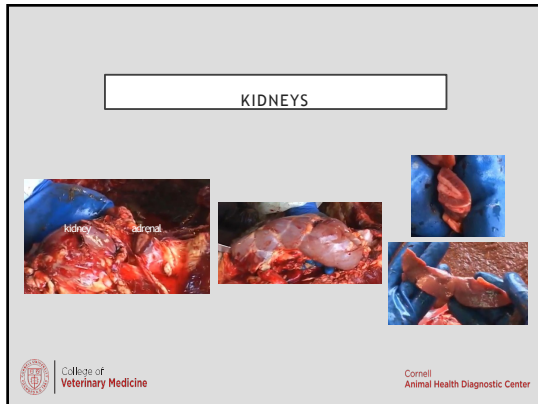 KIDNEYS
kidney adrenal
College of
Veterinary Medicine
Cornell
Animal Health Diagnostic Center